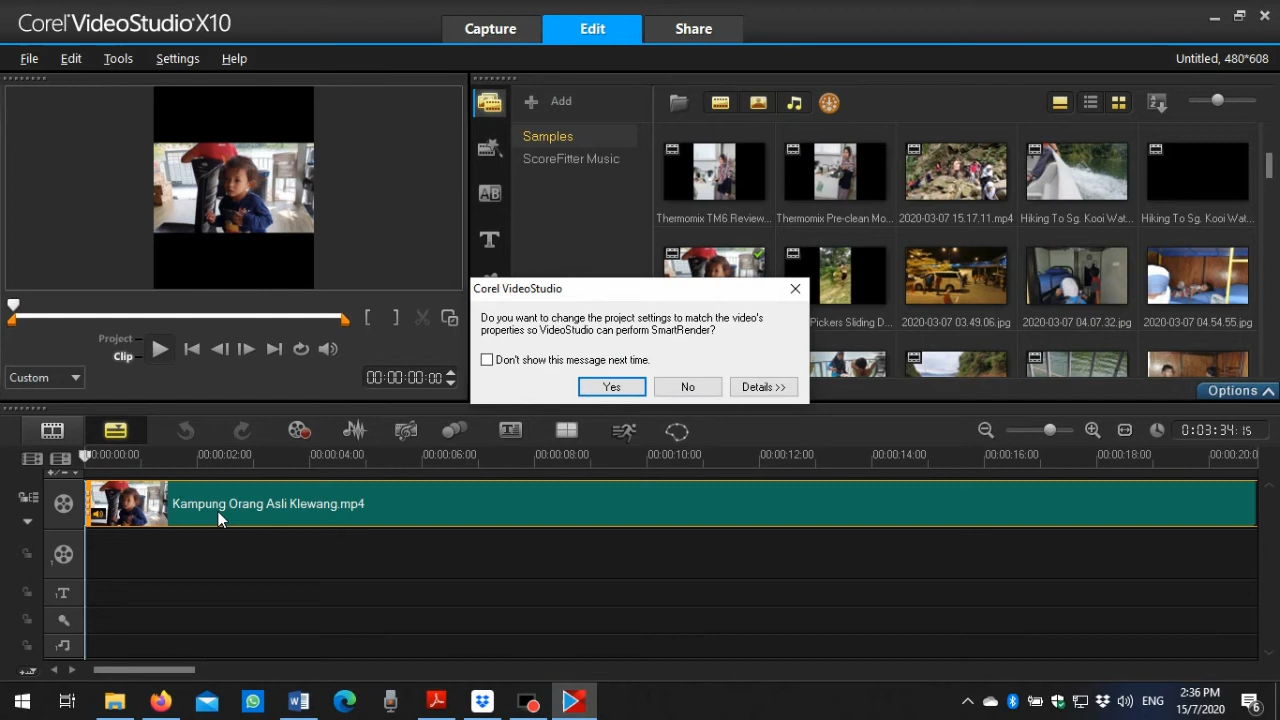 Corel VideoStudio X10
Capture
Edit
Share
File
Edit
Tools
Settings
Help
Untitled, 480*608
Add
Samples
ScoreFitter Music
Thermomix TM6 Review...
Thermomix Pre-clean Mo...
2020-03-07 15.17.11.mp4
Hiking To Sg. Kooi Wat...
Hiking To Sg. Kooi Wat...
Pickers Sliding D...
2020-03-07 03.49.06.jpg
2020-03-07 04.07.32.jpg
2020-03-07 04.54.55.jpg
Corel VideoStudio
Do you want to change the project settings to match the video's
properties so VideoStudio can perform SmartRender?
Don't show this message next time.
Yes
No
Details >>
Project
Clip
Custom
00:00:00:00
Options
0:03:34:15
00:00:00:00
00:00:02:00
00:00:04:00
00:00:06:00
00:00:08:00
00:00:10:00
00:00:12:00
00:00:14:00
00:00:16:00
00:00:18:00
00:00:20:0
Kampung Orang Asli Klewang.mp4
1
1T
ENG
2:36 PM
15/7/2020
6